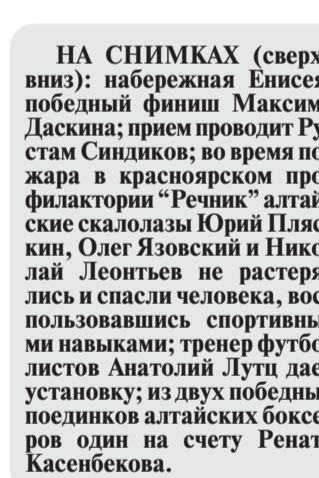 НА СНИМКАХ (сверх
вниз): набережная Енисея
победный финиш Максим
Даскина; прием проводит Ру
стам Синдиков; во время по
жара в красноярском про
филактории “Речник” алтай
ские скалолазы Юрий Пляс
кин, Олег Язовский и Нико
лай Леонтьев не растеря
лись и спасли человека, вос
пользовавшись спортивны
ми навыками; тренер футбо
листов Анатолий Лутц дае
установку; из двух победны
поединков алтайских боксе
ров один на счету Ренат
Касенбекова.